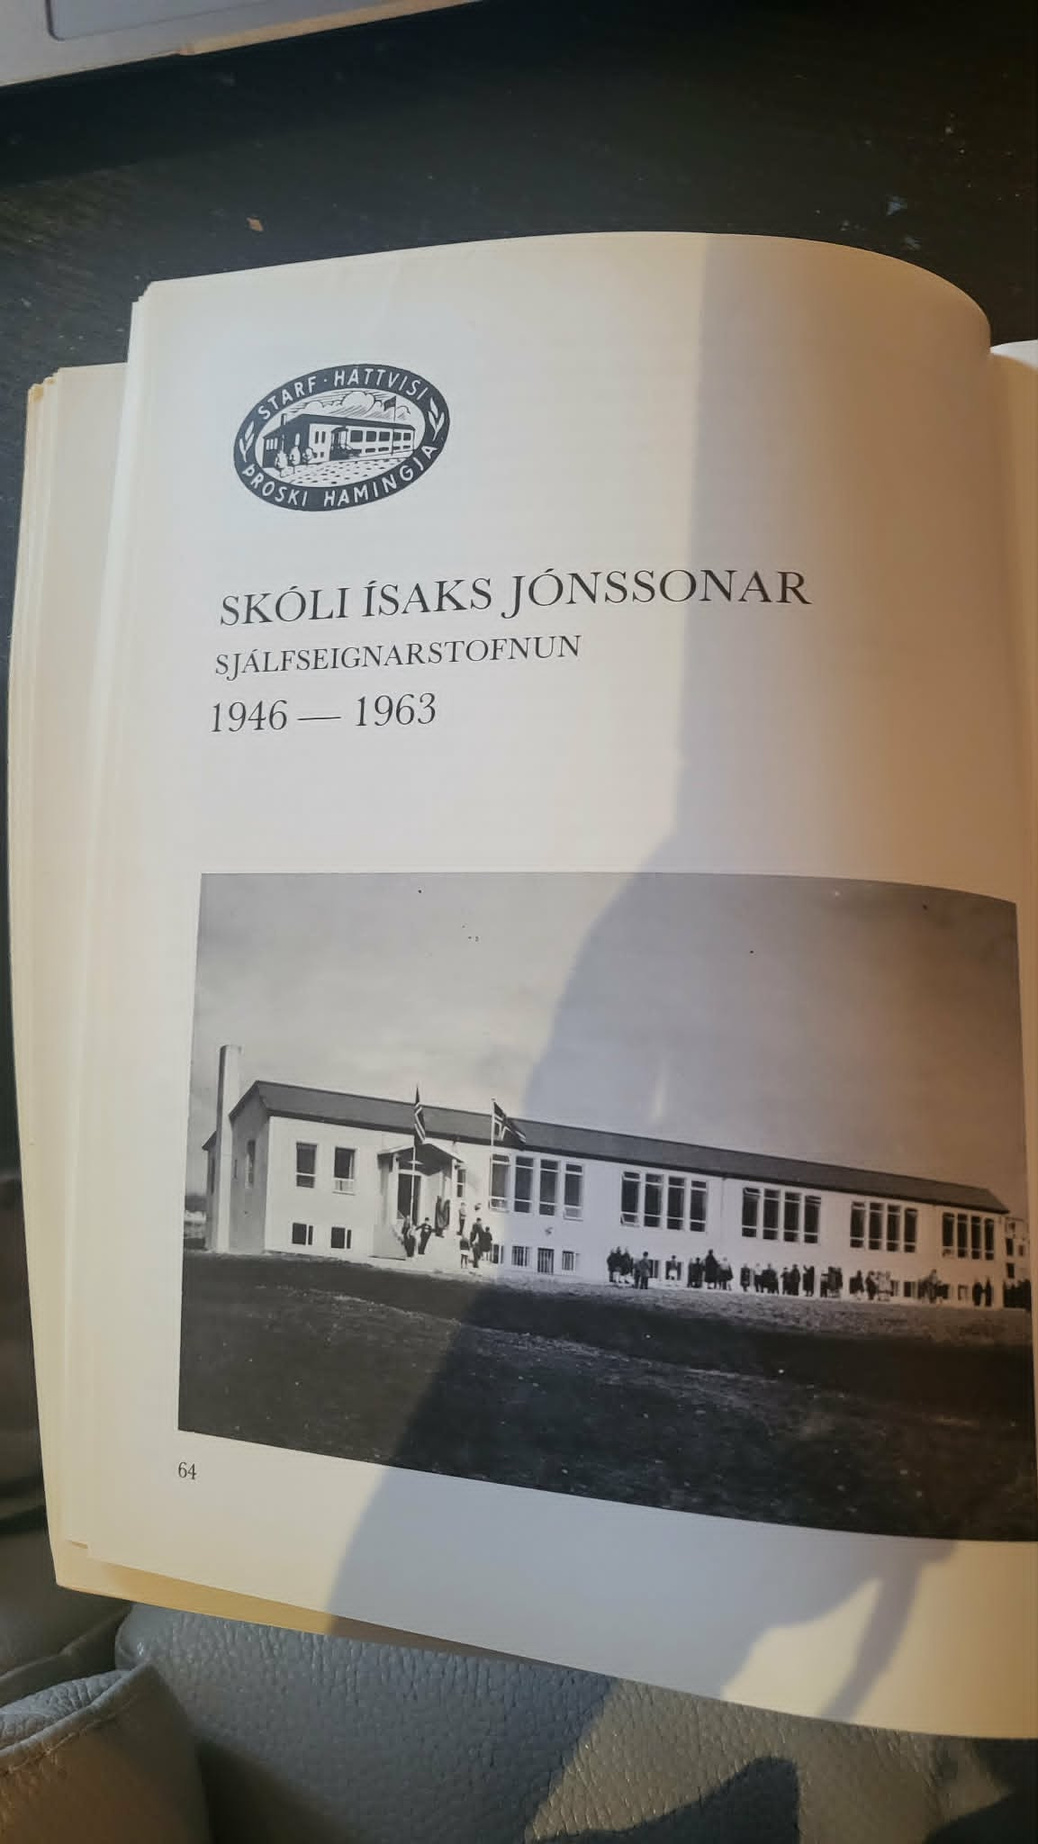 STARF · HÁTTVÍSI
ÞROSKI HAMINGJA
SKÓLI ÍSAKS JÓNSSONAR
SJÁLFSEIGNARSTOFNUN
1946 — 1963
64